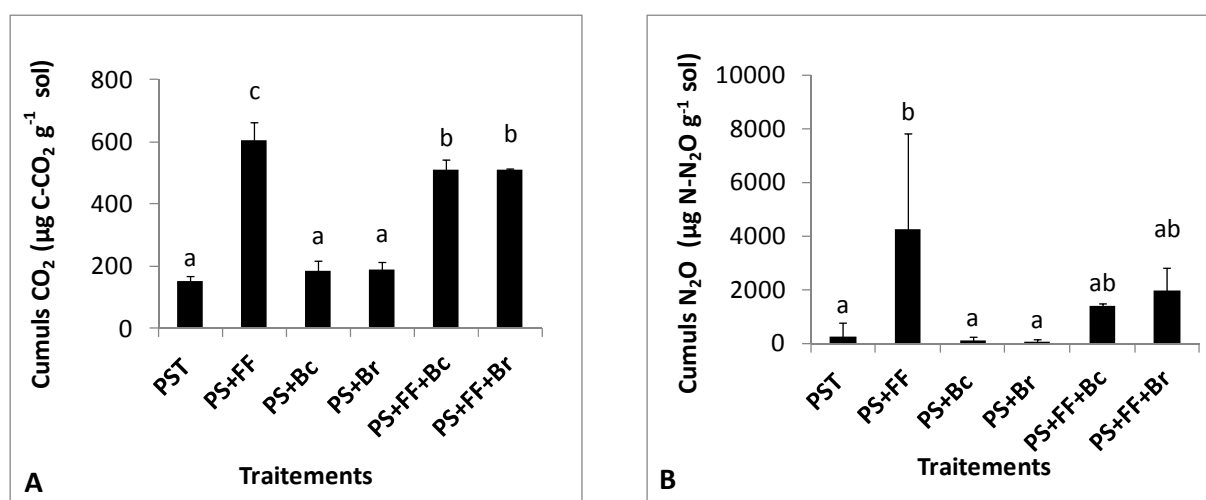 Cumuls CO₂ (µg C-CO₂ g⁻¹ sol)
800
600
400
200
0
a
c
a
a
b
b
PST
PS+FF
PS+Bc
PS+Br
PS+FF+Bc
PS+FF+Br
Traitements
A
Cumuls N₂O (µg N-N₂O g⁻¹ sol)
10000
8000
6000
4000
2000
0
a
b
a
a
ab
ab
PST
PS+FF
PS+Bc
PS+Br
PS+FF+Bc
PS+FF+Br
Traitements
B